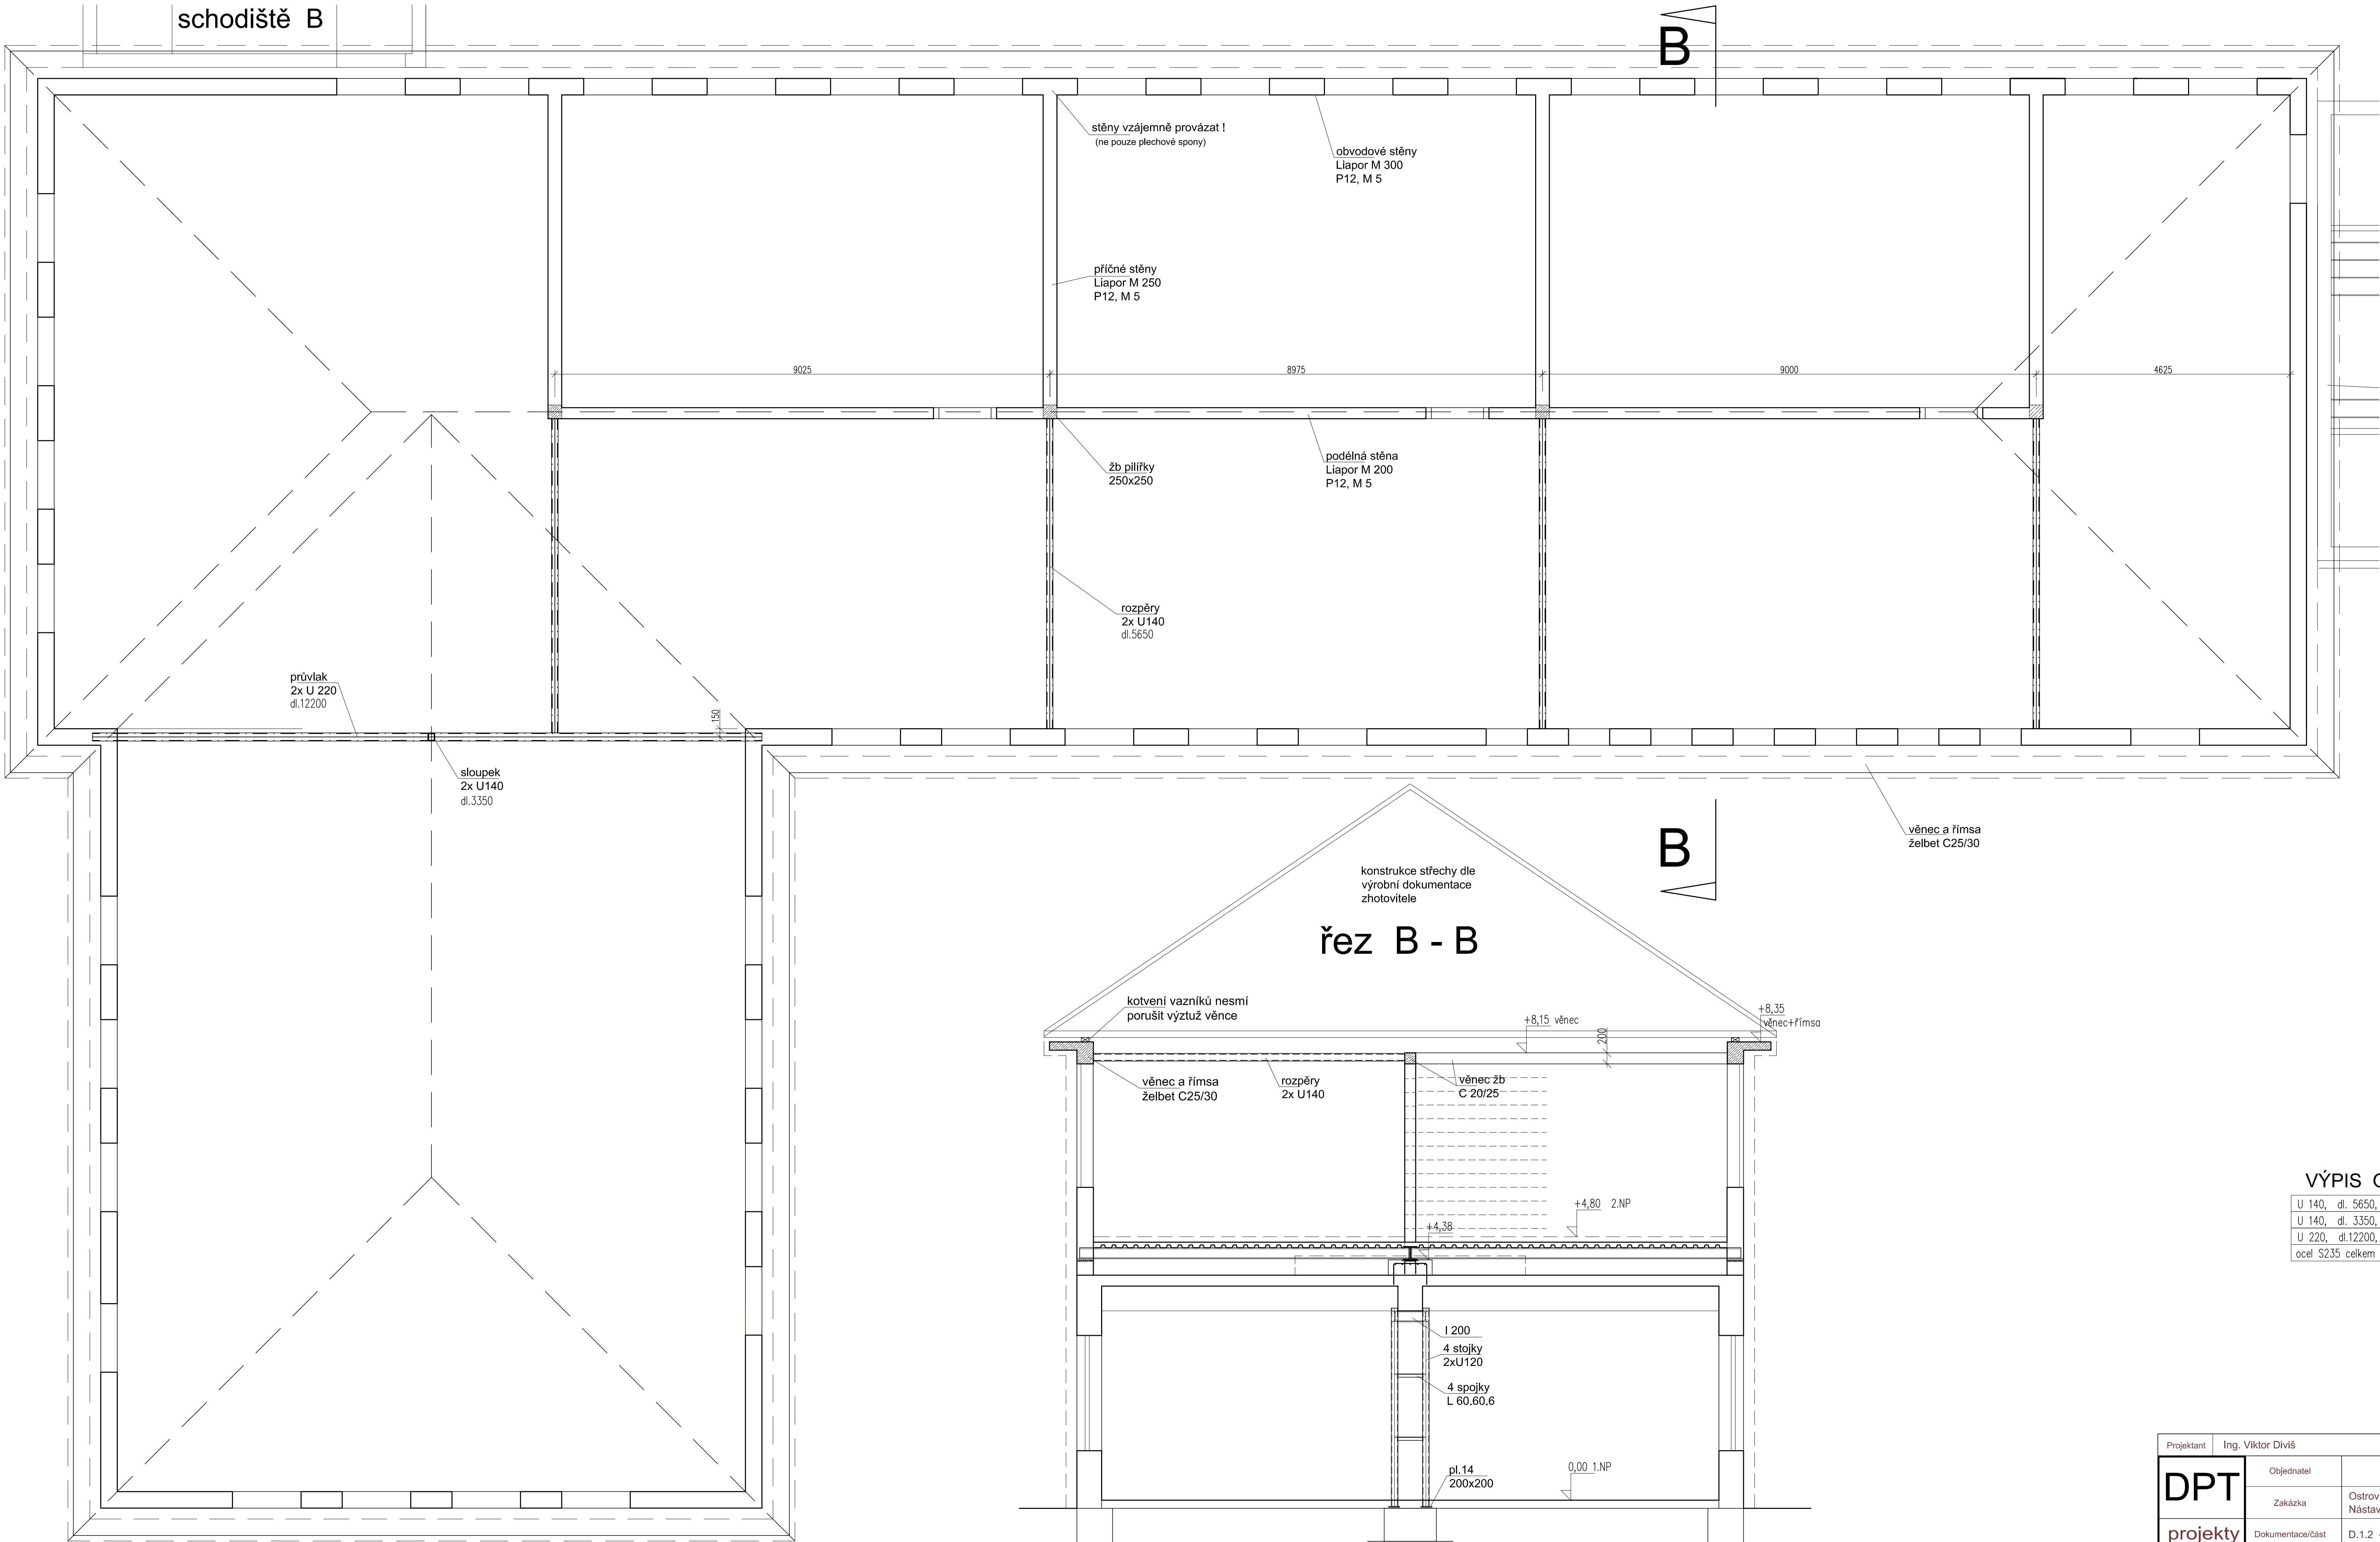 schodiště B
B
stěny vzájemně provázat !
(ne pouze plechové spony)
obvodové stěny
Liapor M 300
P12, M 5
příčné stěny
Liapor M 250
P12, M 5
9025
8975
9000
4625
žb pilířky
250x250
podélná stěna
Liapor M 200
P12, M 5
rozpěry
2x U140
dl.5650
průvlak
2x U 220
dl.12200
150
sloupek
2x U140
dl.3350
věnec a římsa
želbet C25/30
B
konstrukce střechy dle
výrobní dokumentace
zhotovitele
řez B - B
kotvení vazníků nesmí
porušit výztuž věnce
+8,15 věnec
200
+8,35
věnec+římsa
věnec a římsa
želbet C25/30
rozpěry
2x U140
věnec žb
C 20/25
+4,80 2.NP
+4,38
I 200
4 stojky
2xU120
4 spojky
L 60.60.6
pl.14
200x200
0,00 1.NP
VÝPIS
U 140, dl. 5650,
U 140, dl. 3350,
U 220, dl.12200,
ocel S235 celkem
Projektant Ing. Viktor Diviš
DPT
projekty
Objednatel
Zakázka
Ostrov
Nástav
Dokumentace/část D.1.2